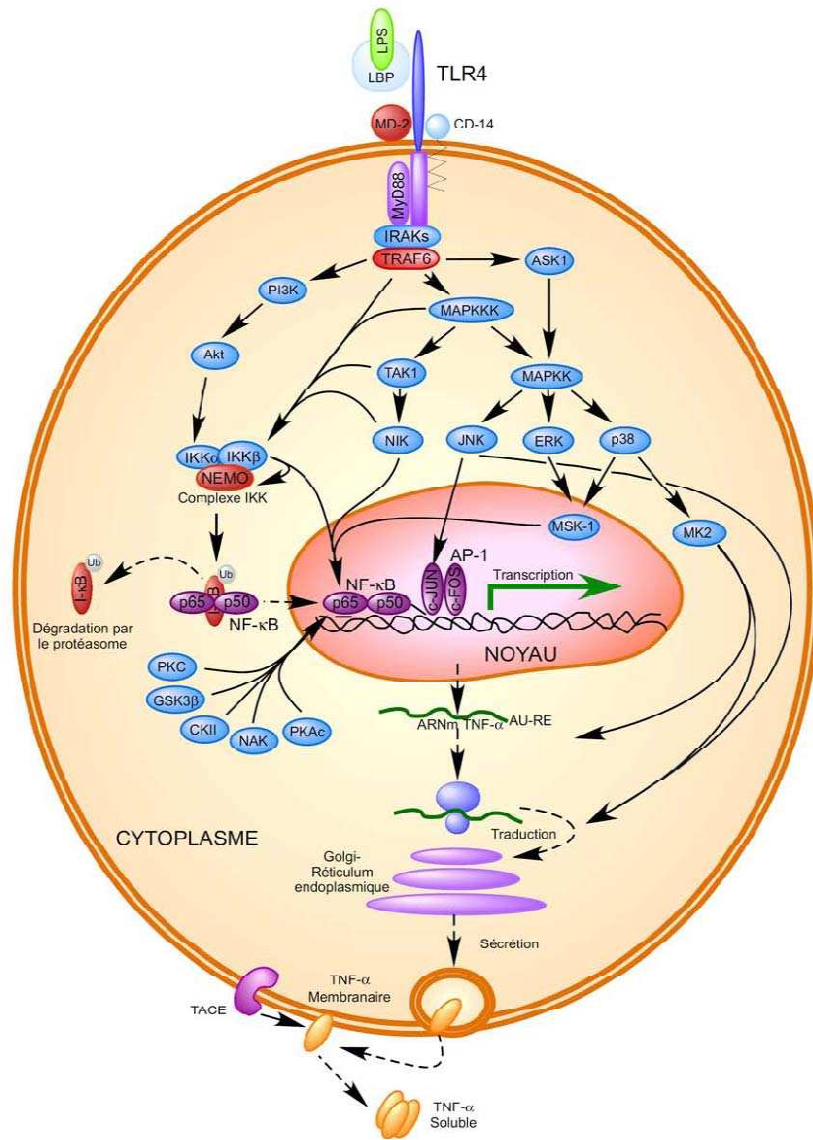 LPS
LBP
TLR4
MD-2
CD-14
MyD88
IRAKs
TRAF6
ASK1
PI3K
MAPKKK
Akt
TAK1
MAPKK
IKKα
IKKβ
NIK
JNK
ERK
p38
NEMO
Complexe IKK
MSK-1
MK2
AP-1
Ub
Ub
I-κB
NF-κB
c-JUN
c-FOS
Transcription
p65
p50
p65
p50
NF-κB
Dégradation par
le protéasome
NOYAU
PKC
GSK3β
CKII
NAK
PKAc
ARNm TNF-α AU-RE
CYTOPLASME
Traduction
Golgi-
Réticulum
endoplasmique
Sécrétion
TNF-α
Membranaire
TACE
TNF-α
Soluble